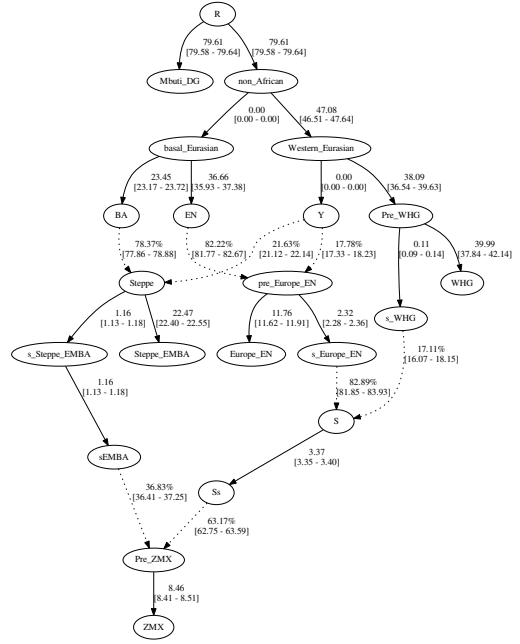 R
79.61
[79.58 - 79.64]
79.61
[79.58 - 79.64]
Mbuti_DG
non_African
0.00
[0.00 - 0.00]
47.08
[46.51 - 47.64]
basal_Eurasian
Western_Eurasian
23.45
[23.17 - 23.72]
36.66
[35.93 - 37.38]
0.00
[0.00 - 0.00]
38.09
[36.54 - 39.63]
BA
EN
Y
Pre_WHG
78.37%
[77.86 - 78.88]
82.22%
[81.77 - 82.67]
21.63%
[21.12 - 22.14]
17.78%
[17.33 - 18.23]
0.11
[0.09 - 0.14]
39.99
[37.84 - 42.14]
Steppe
pre_Europe_EN
WHG
s_WHG
1.16
[1.13 - 1.18]
22.47
[22.40 - 22.55]
11.76
[11.62 - 11.91]
2.32
[2.28 - 2.36]
17.11%
[16.07 - 18.15]
s_Steppe_EMBA
Steppe_EMBA
Europe_EN
s_Europe_EN
1.16
[1.13 - 1.18]
82.89%
[81.85 - 83.93]
S
3.37
[3.35 - 3.40]
sEMBA
Ss
36.83%
[36.41 - 37.25]
63.17%
[62.75 - 63.59]
Pre_ZMX
8.46
[8.41 - 8.51]
ZMX